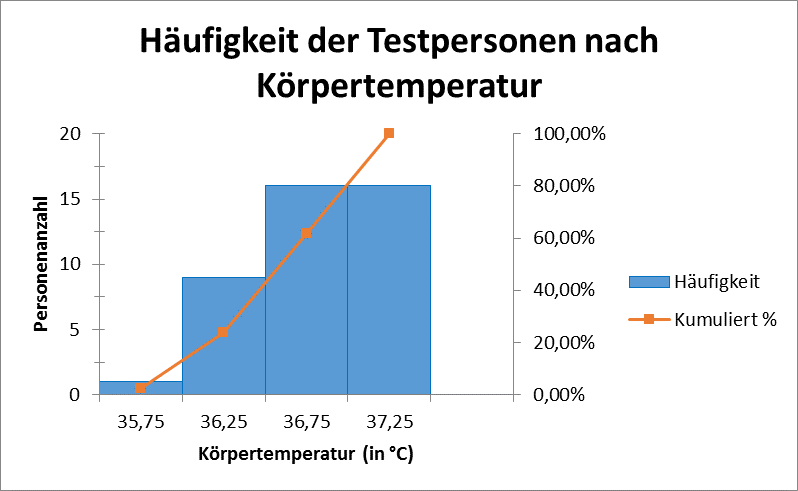 Häufigkeit der Testpersonen nach
Körpertemperatur
Personenanzahl
20
15
10
5
0
100,00%
80,00%
60,00%
40,00%
20,00%
0,00%
35,75 36,25 36,75 37,25
Körpertemperatur (in °C)
Häufigkeit
Kumuliert %